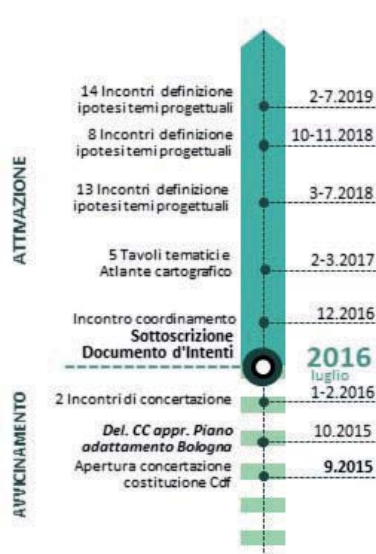 14 Incontri definizione
ipotesi temi progettuali
2-7.2019
8 Incontri definizione
ipotesi temi progettuali
10-11.2018
13 Incontri definizione
ipotesi temi progettuali
3-7.2018
5 Tavoli tematici e
Atlante cartografico
2-3.2017
Incontro coordinamento
12.2016
Sottoscrizione
Documento d'Intenti
2016
luglio
2 Incontri di concertazione
1-2.2016
Del. CC appr. Piano
adattamento Bologna
10.2015
Apertura concertazione
costituzione Cdf
9.2015
ATTIVAZIONE
AVVICINAMENTO